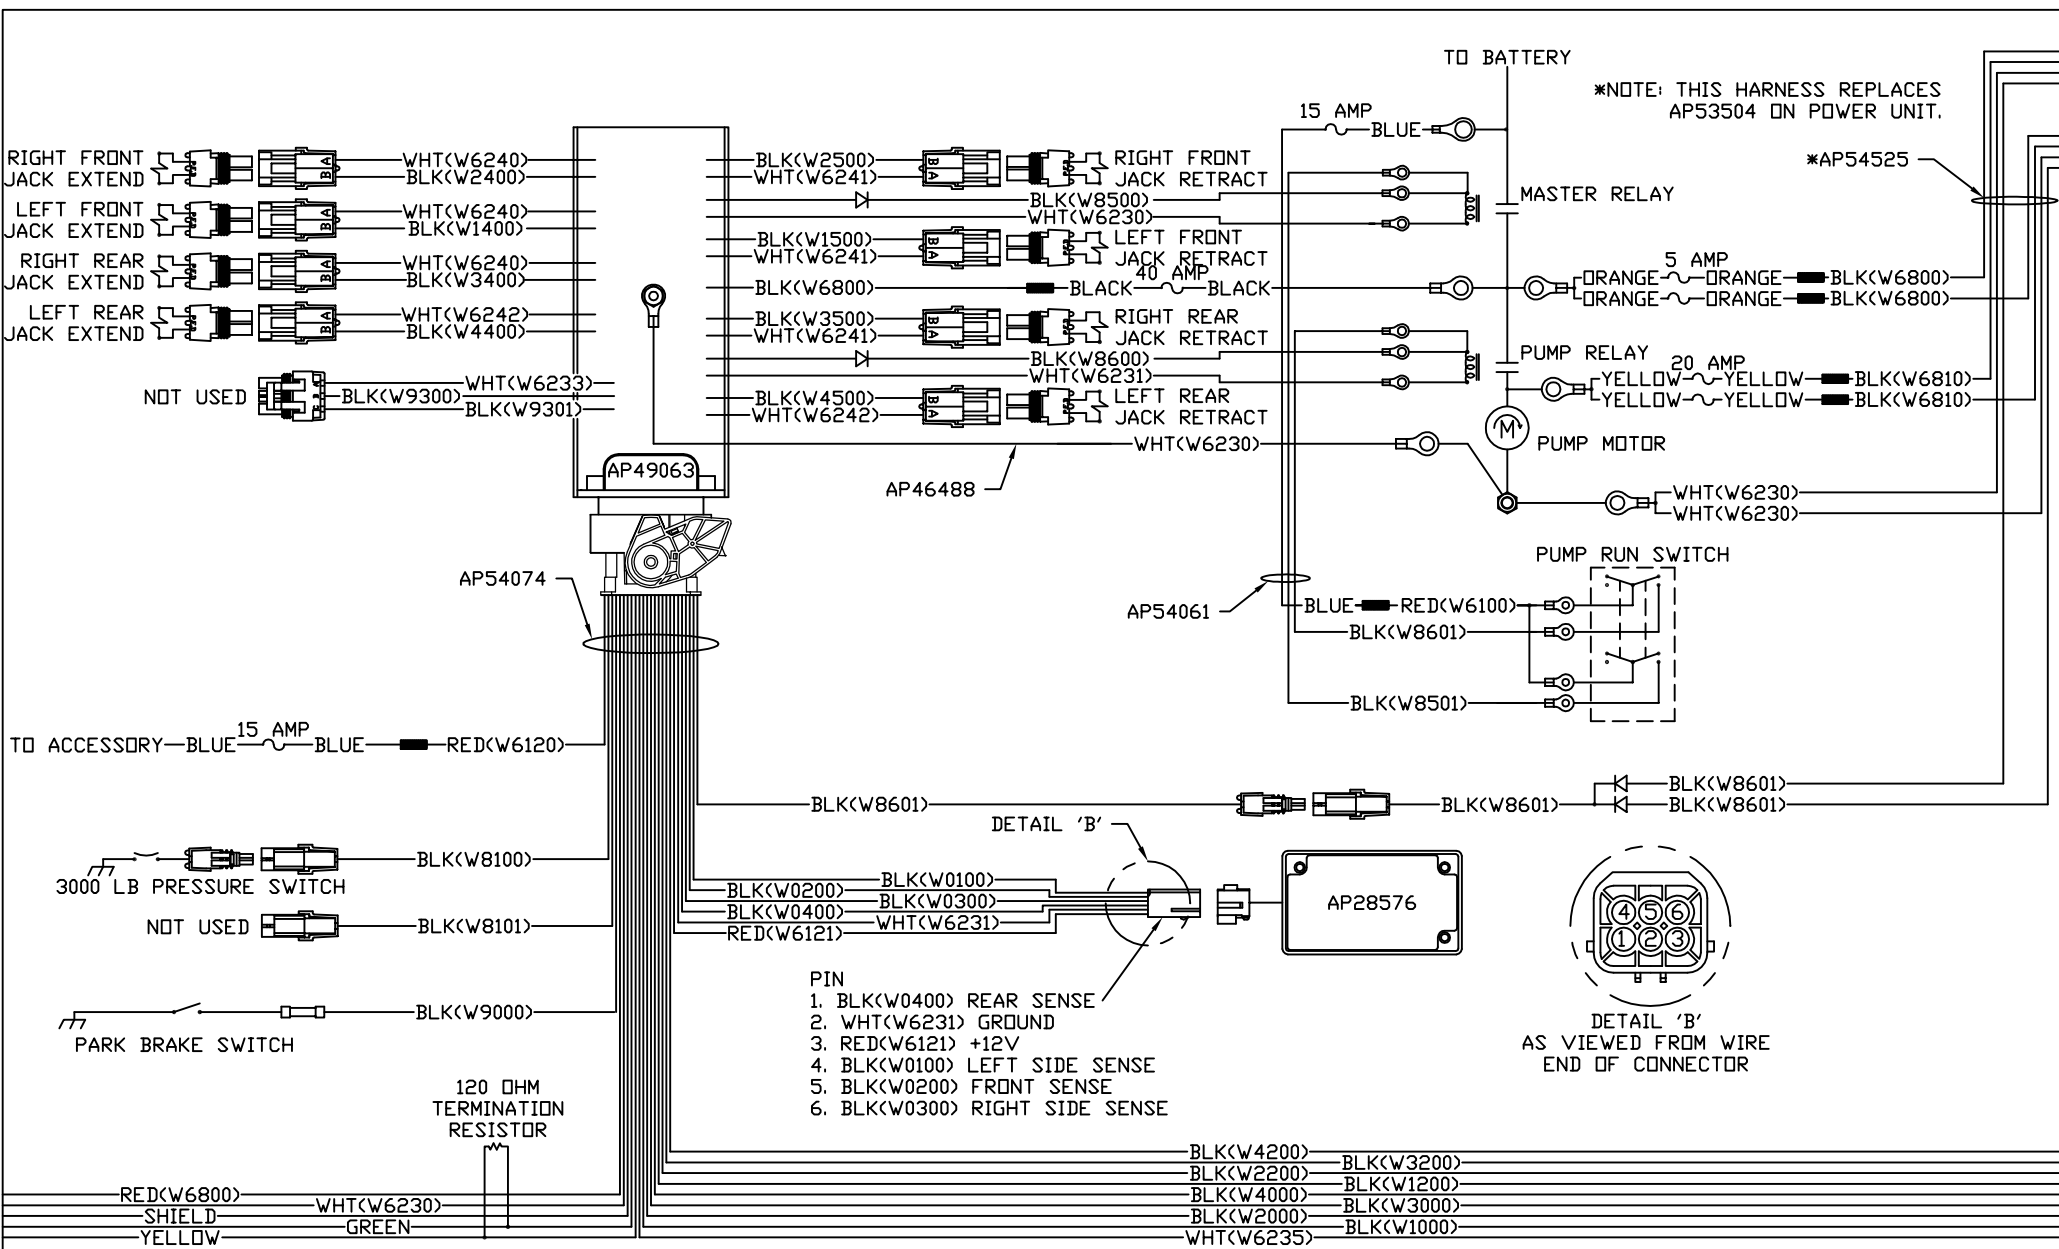 TO BATTERY
*NOTE: THIS HARNESS REPLACES
AP53504 ON POWER UNIT.
15 AMP
BLUE
*AP54525
RIGHT FRONT
JACK EXTEND
WHT(W6240)
BLK(W2400)
LEFT FRONT
JACK EXTEND
WHT(W6240)
BLK(W1400)
RIGHT REAR
JACK EXTEND
WHT(W6240)
BLK(W3400)
LEFT REAR
JACK EXTEND
WHT(W6242)
BLK(W4400)
A
B
A
B
A
B
A
B
NOT USED
WHT(W6233)
BLK(W9300)
BLK(W9301)
BLK(W2500)
WHT(W6241)
B
A
RIGHT FRONT
JACK RETRACT
BLK(W8500)
WHT(W6230)
BLK(W1500)
WHT(W6241)
B
A
LEFT FRONT
JACK RETRACT
40 AMP
BLK(W6800)
BLACK
BLACK
BLK(W3500)
WHT(W6241)
B
A
RIGHT REAR
JACK RETRACT
BLK(W8600)
WHT(W6231)
BLK(W4500)
WHT(W6242)
B
A
LEFT REAR
JACK RETRACT
WHT(W6230)
MASTER RELAY
5 AMP
ORANGE
ORANGE
BLK(W6800)
ORANGE
ORANGE
BLK(W6800)
PUMP RELAY
20 AMP
YELLOW
YELLOW
BLK(W6810)
YELLOW
YELLOW
BLK(W6810)
M
PUMP MOTOR
AP49063
AP46488
WHT(W6230)
WHT(W6230)
PUMP RUN SWITCH
AP54074
AP54061
BLUE
RED(W6100)
BLK(W8601)
BLK(W8501)
TO ACCESSORY
BLUE
15 AMP
BLUE
RED(W6120)
BLK(W8601)
BLK(W8601)
BLK(W8601)
BLK(W8601)
DETAIL 'B'
BLK(W8100)
3000 LB PRESSURE SWITCH
NOT USED
BLK(W8101)
BLK(W0100)
BLK(W0200)
BLK(W0300)
BLK(W0400)
WHT(W6231)
RED(W6121)
AP28576
4 5 6
1 2 3
PIN
1. BLK(W0400) REAR SENSE
2. WHT(W6231) GROUND
3. RED(W6121) +12V
4. BLK(W0100) LEFT SIDE SENSE
5. BLK(W0200) FRONT SENSE
6. BLK(W0300) RIGHT SIDE SENSE
BLK(W9000)
PARK BRAKE SWITCH
DETAIL 'B'
AS VIEWED FROM WIRE
END OF CONNECTOR
120 OHM
TERMINATION
RESISTOR
RED(W6800)
WHT(W6230)
SHIELD
GREEN
YELLOW
BLK(W4200)
BLK(W3200)
BLK(W2200)
BLK(W1200)
BLK(W4000)
BLK(W3000)
BLK(W2000)
BLK(W1000)
WHT(W6235)